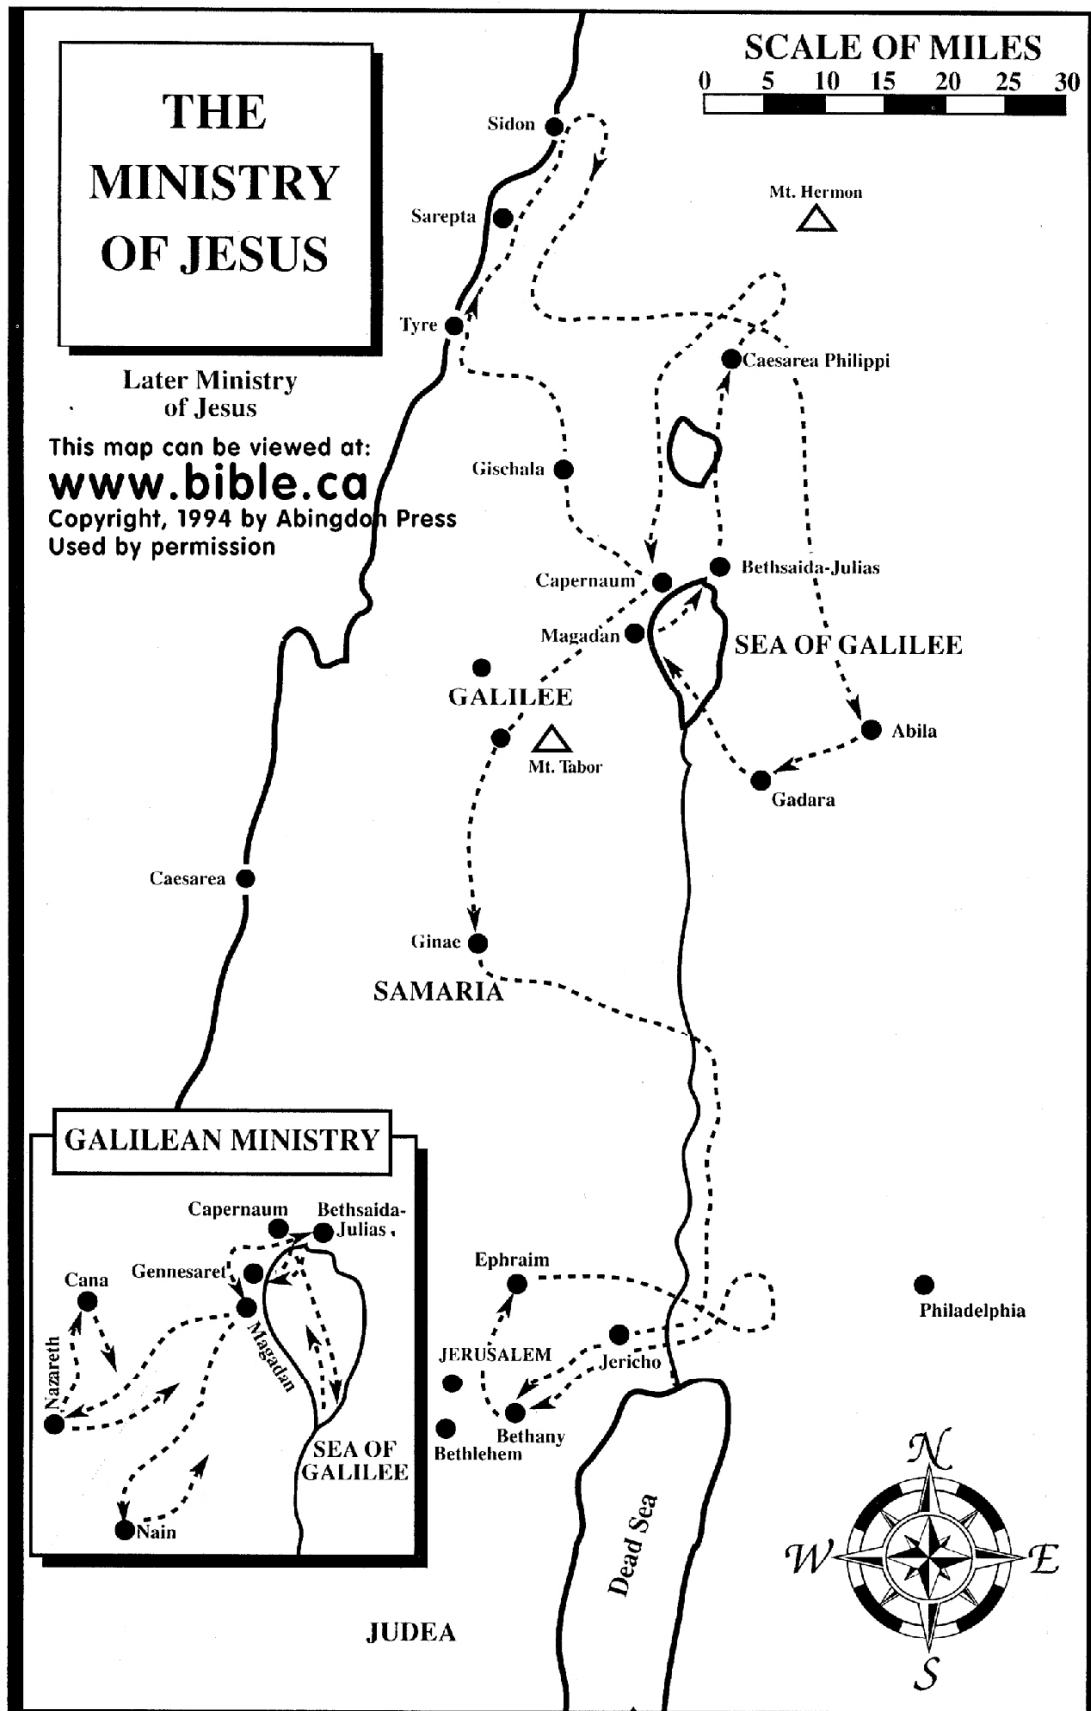 THE
MINISTRY
OF JESUS
Later Ministry
of Jesus
This map can be viewed at:
www.bible.ca
Copyright, 1994 by Abingdon Press
Used by permission
SCALE OF MILES
0 5 10 15 20 25 30
Sidon
Mt. Hermon
Sarepta
Tyre
Caesarea Philippi
Gischala
Capernaum
Bethsaida-Julias
Magadan
SEA OF GALILEE
GALILEE
Mt. Tabor
Abila
Gadara
Caesarea
Ginae
SAMARIA
Ephraim
Philadelphia
JERUSALEM
Jericho
Bethany
Bethlehem
Dead Sea
JUDEA
GALILEAN MINISTRY
Capernaum
Bethsaida-
Julias
Gennesaret
Cana
Magadan
Nazareth
SEA OF
GALILEE
Nain
N
W
E
S